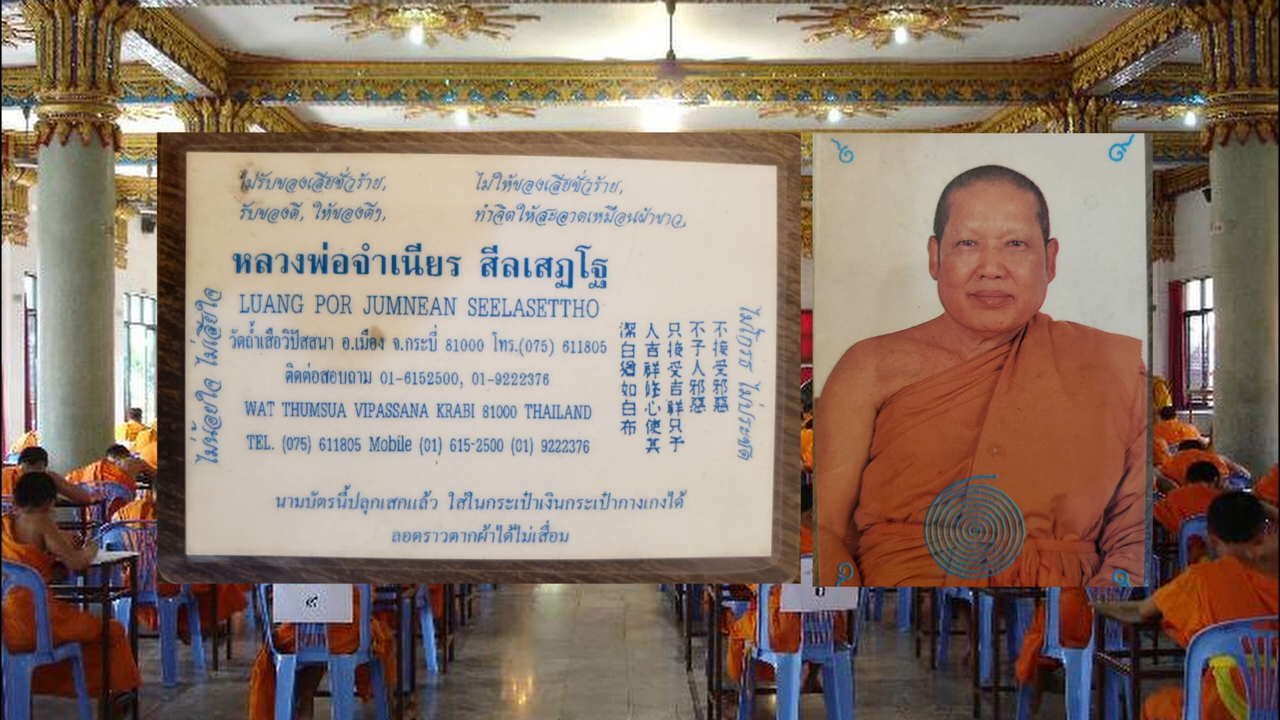 ไม่รับของเสียชั่วร้าย, ไม่ให้ของเสียชั่วร้าย,
รับของดี, ให้ของดีๆ, ทำจิตให้สะอาดเหมือนผ้าขาว,
หลวงพ่อจำเนียร สีลเสฏโฐ
LUANG POR JUMNEAN SEELASETTHO
วัดถ้ำเสือวิปัสสนา อ.เมือง จ.กระบี่ 81000 โทร.(075) 611805
ติดต่อสอบถาม 01-6152500, 01-9222376
WAT THUMSUA VIPASSANA KRABI 81000 THAILAND
TEL. (075) 611805 Mobile (01) 615-2500 (01) 9222376
นามบัตรนี้ปลุกเสกแล้ว ใส่ในกระเป๋าเงินกระเป๋ากางเกงได้
ลอดราวตากผ้าได้ไม่เสื่อม
ไม่น้อยใจ ไม่เสียใจ
不接受邪惡
不予人邪惡
只接受吉祥只予
人吉祥修心使其
潔白猶如白布
ไม่โกรธ ไม่ประชด
๙